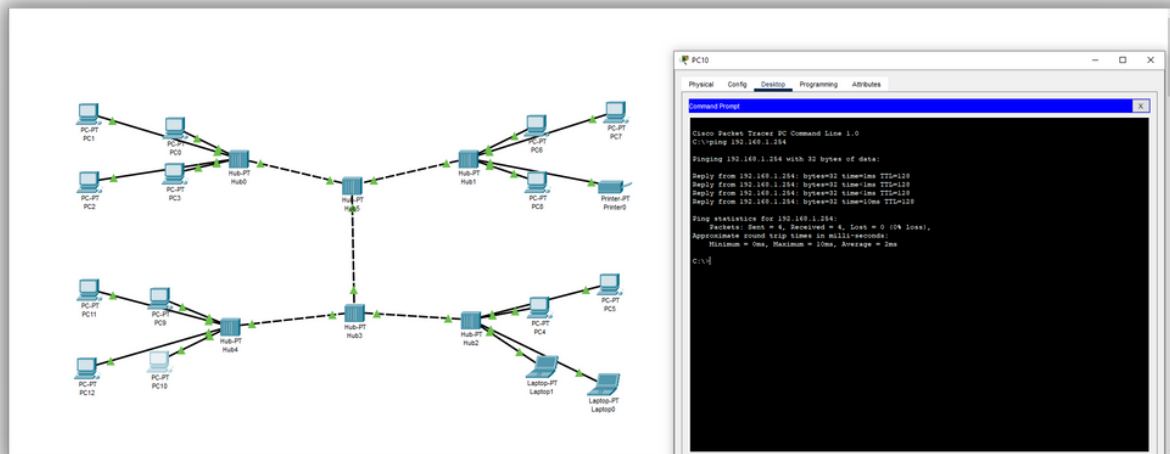 PC10
Physical Config Desktop Programming Attributes
Command Prompt
X
Cisco Packet Tracer PC Command Line 1.0
C:\>ping 192.168.1.254
Pinging 192.168.1.254 with 32 bytes of data:
Reply from 192.168.1.254: bytes=32 time=1ms TTL=128
Reply from 192.168.1.254: bytes=32 time<1ms TTL=128
Reply from 192.168.1.254: bytes=32 time<1ms TTL=128
Reply from 192.168.1.254: bytes=32 time=10ms TTL=128
Ping statistics for 192.168.1.254:
Packets: Sent = 4, Received = 4, Lost = 0 (0% loss),
Approximate round trip times in milli-seconds:
Minimum = 0ms, Maximum = 10ms, Average = 2ms
C:\>
PC-PT
PC1
PC-PT
PC0
PC-PT
PC2
PC-PT
PC3
Hub-PT
Hub0
Hub-PT
Hub5
Hub-PT
Hub1
PC-PT
PC6
PC-PT
PC7
PC-PT
PC8
Printer-PT
Printer0
PC-PT
PC11
PC-PT
PC9
PC-PT
PC12
PC-PT
PC10
Hub-PT
Hub4
Hub-PT
Hub3
Hub-PT
Hub2
PC-PT
PC4
PC-PT
PC5
Laptop-PT
Laptop1
Laptop-PT
Laptop0